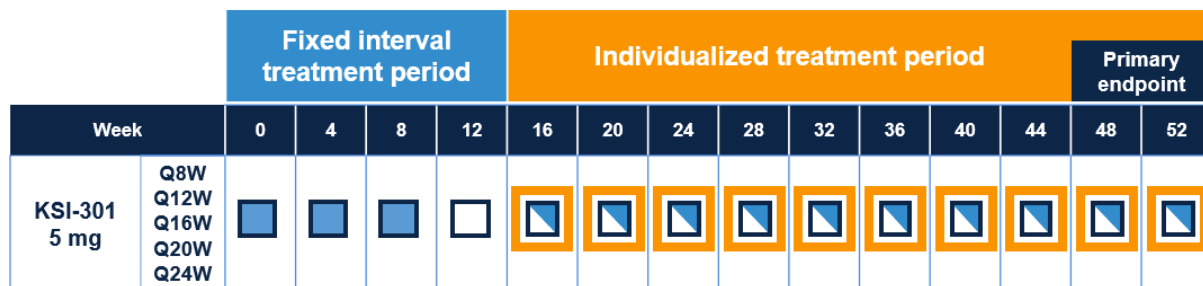 Fixed interval
treatment period
Individualized treatment period
Primary
endpoint
Week 0 4 8 12 16 20 24 28 32 36 40 44 48 52
KSI-301
5 mg
Q8W
Q12W
Q16W
Q20W
Q24W